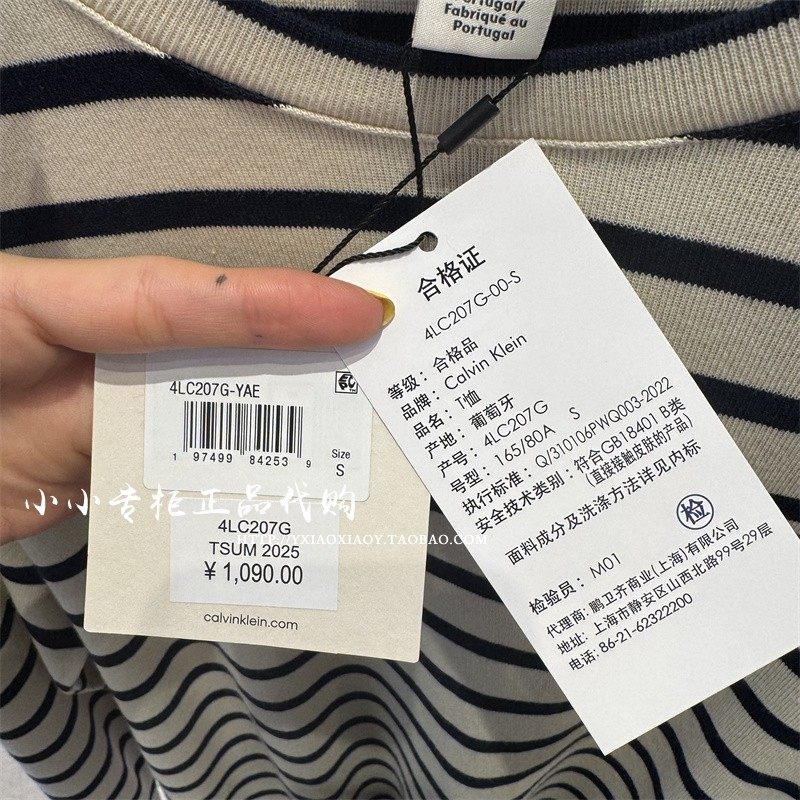 Portugal/
Fabriqué au
Portugal
合格证
4LC207G-00-S
等级：合格品
品牌：Calvin Klein
品名：T恤
产地：葡萄牙
产号：4LC207G
号型：165/80A S
执行标准：Q/310106PWQ003-2022
安全技术类别：符合GB18401 B类
(直接接触皮肤的产品)
面料成分及洗涤方法详见内标
检
检验员：M01
代理商: 鹏卫齐商业(上海)有限公司
地址: 上海市静安区山西北路99号29层
电话: 86-21-62322200
4LC207G-YAE
1 97499 84253 9
Size
S
小小专柜正品代购
4LC207G
HTTP://YXIAOXIAOY.TAOBAO.COM
TSUM 2025
¥1,090.00
calvinklein.com